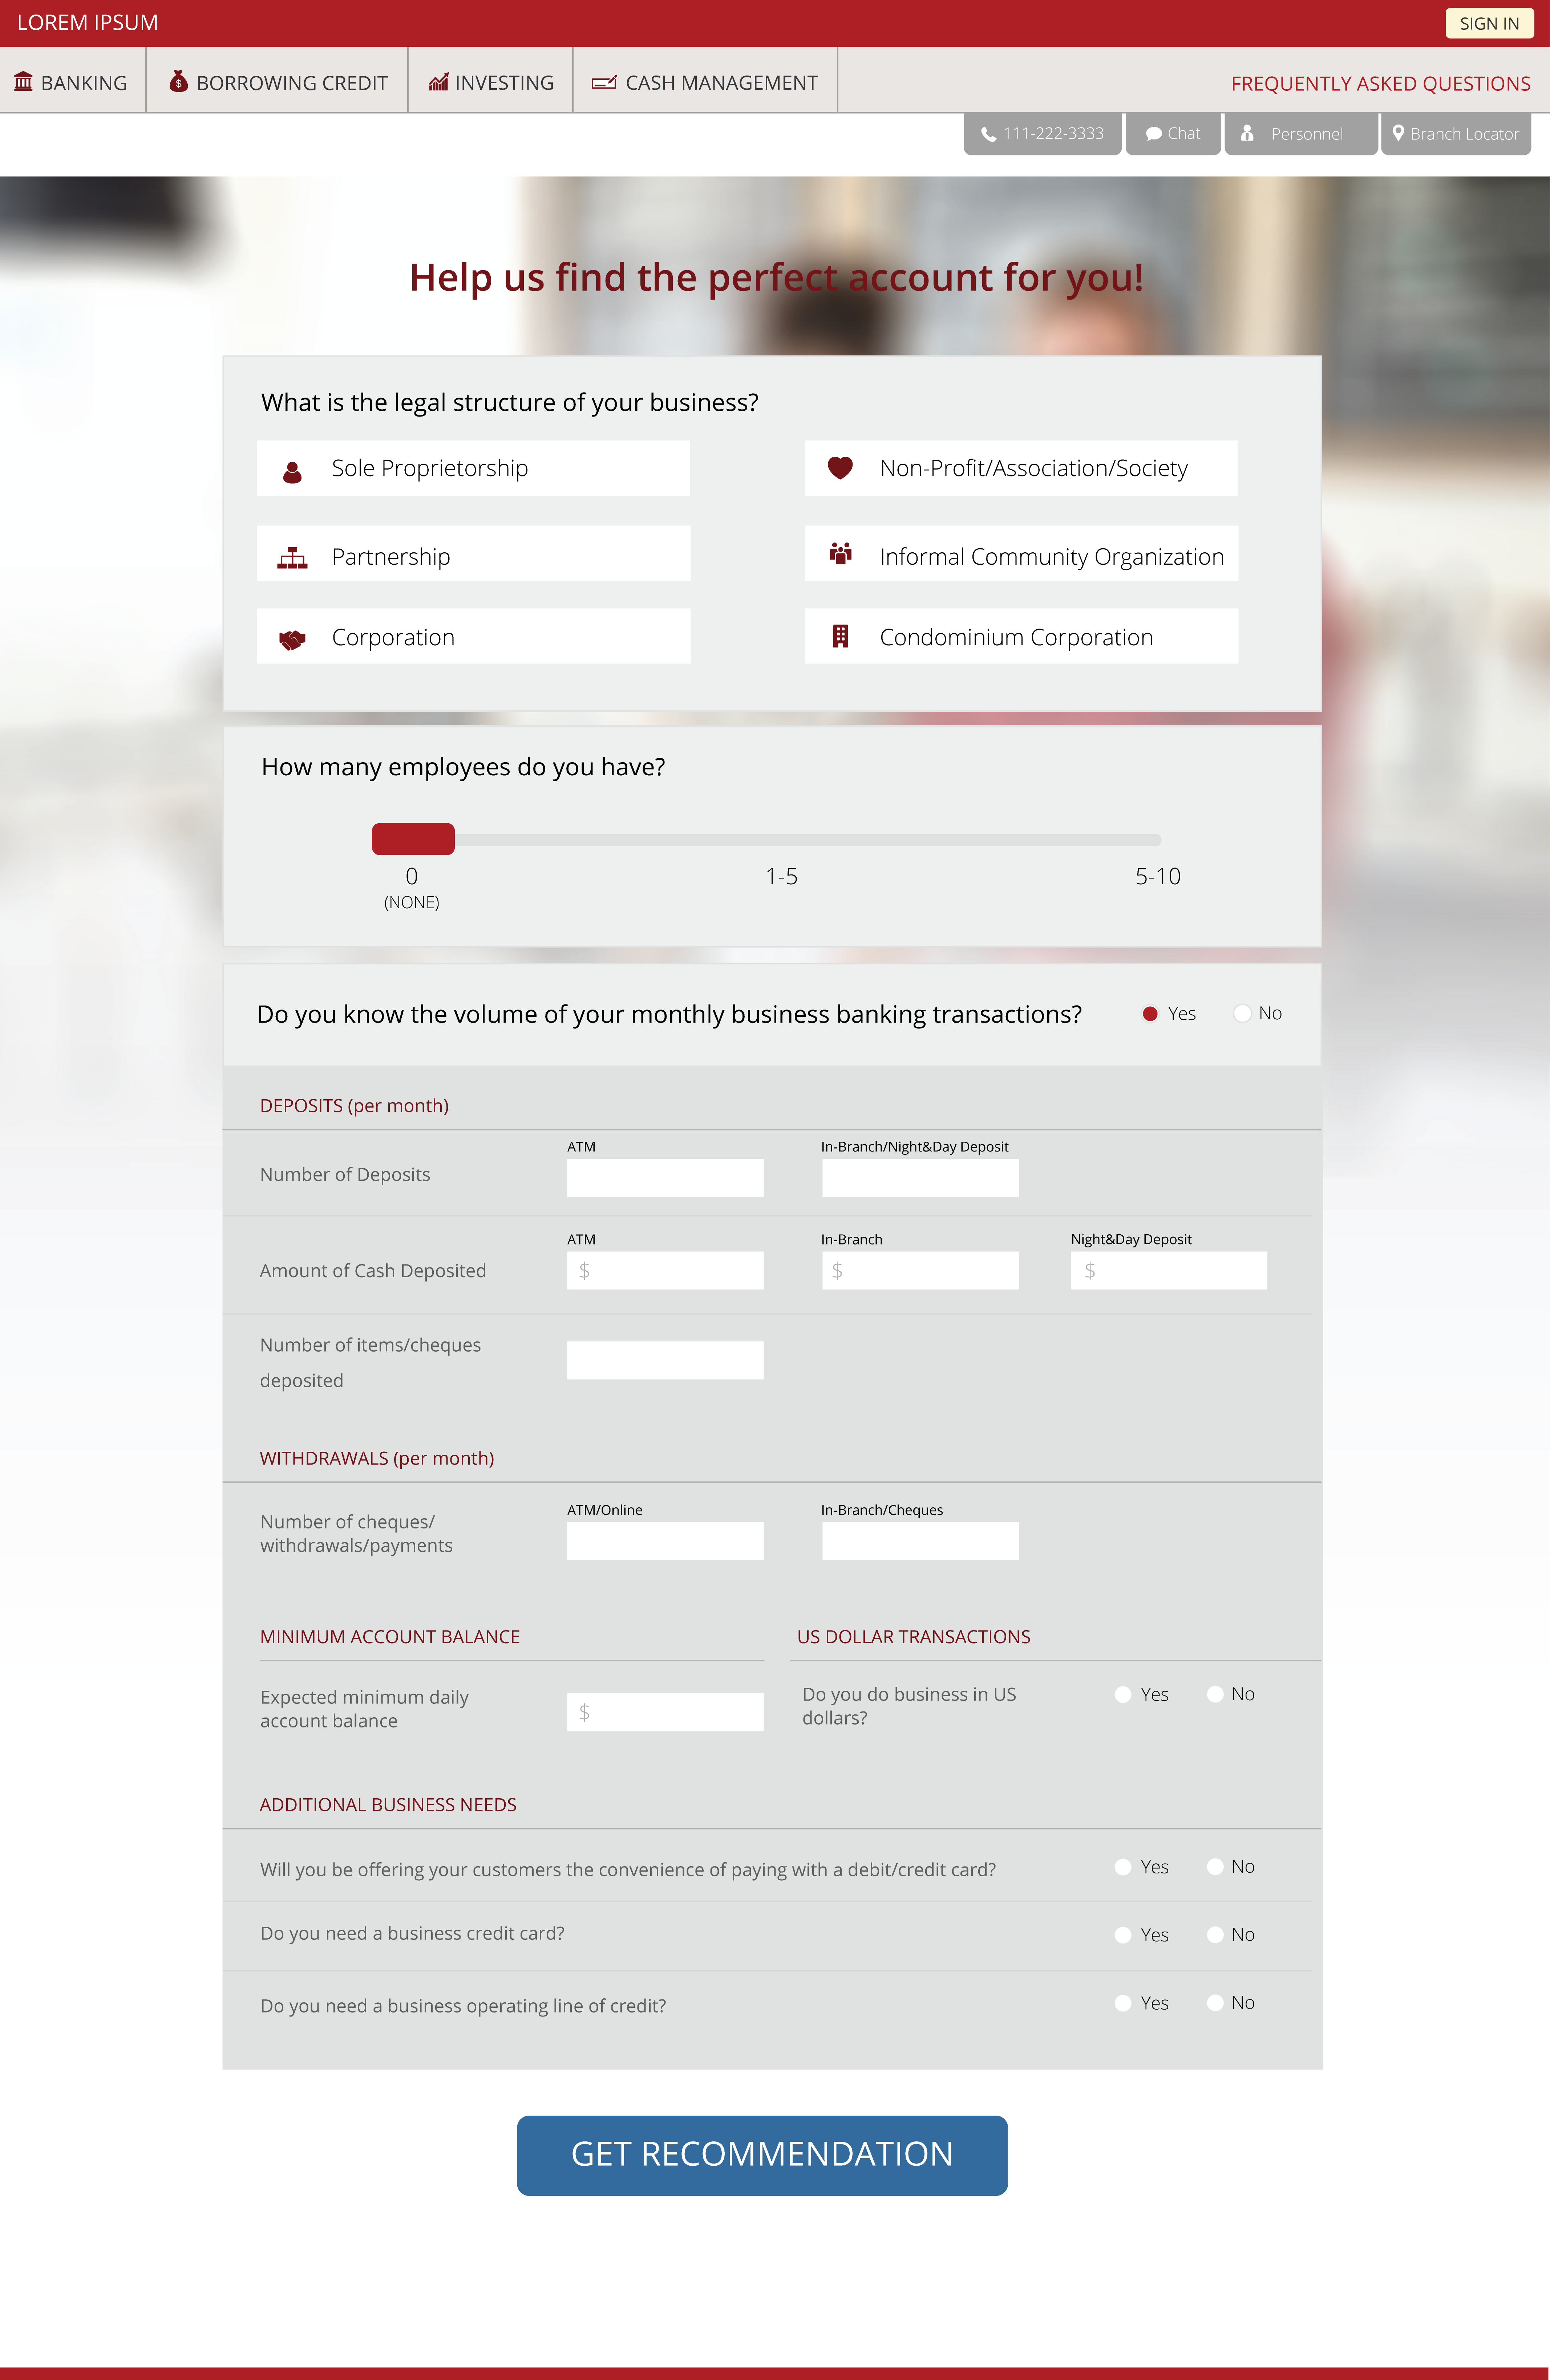 LOREM IPSUM
SIGN IN
BANKING
BORROWING CREDIT
INVESTING
CASH MANAGEMENT
FREQUENTLY ASKED QUESTIONS
111-222-3333
Chat
Personnel
Branch Locator
Help us find the perfect account for you!
What is the legal structure of your business?
Sole Proprietorship
Non-Profit/Association/Society
Partnership
Informal Community Organization
Corporation
Condominium Corporation
How many employees do you have?
0
1-5
5-10
(NONE)
Do you know the volume of your monthly business banking transactions?
Yes
No
DEPOSITS (per month)
ATM
In-Branch/Night&Day Deposit
Number of Deposits
ATM
In-Branch
Night&Day Deposit
Amount of Cash Deposited
$
$
$
Number of items/cheques
deposited
WITHDRAWALS (per month)
ATM/Online
In-Branch/Cheques
Number of cheques/
withdrawals/payments
MINIMUM ACCOUNT BALANCE
Expected minimum daily
account balance
$
US DOLLAR TRANSACTIONS
Do you do business in US
dollars?
Yes
No
ADDITIONAL BUSINESS NEEDS
Will you be offering your customers the convenience of paying with a debit/credit card?
Yes
No
Do you need a business credit card?
Yes
No
Do you need a business operating line of credit?
Yes
No
GET RECOMMENDATION